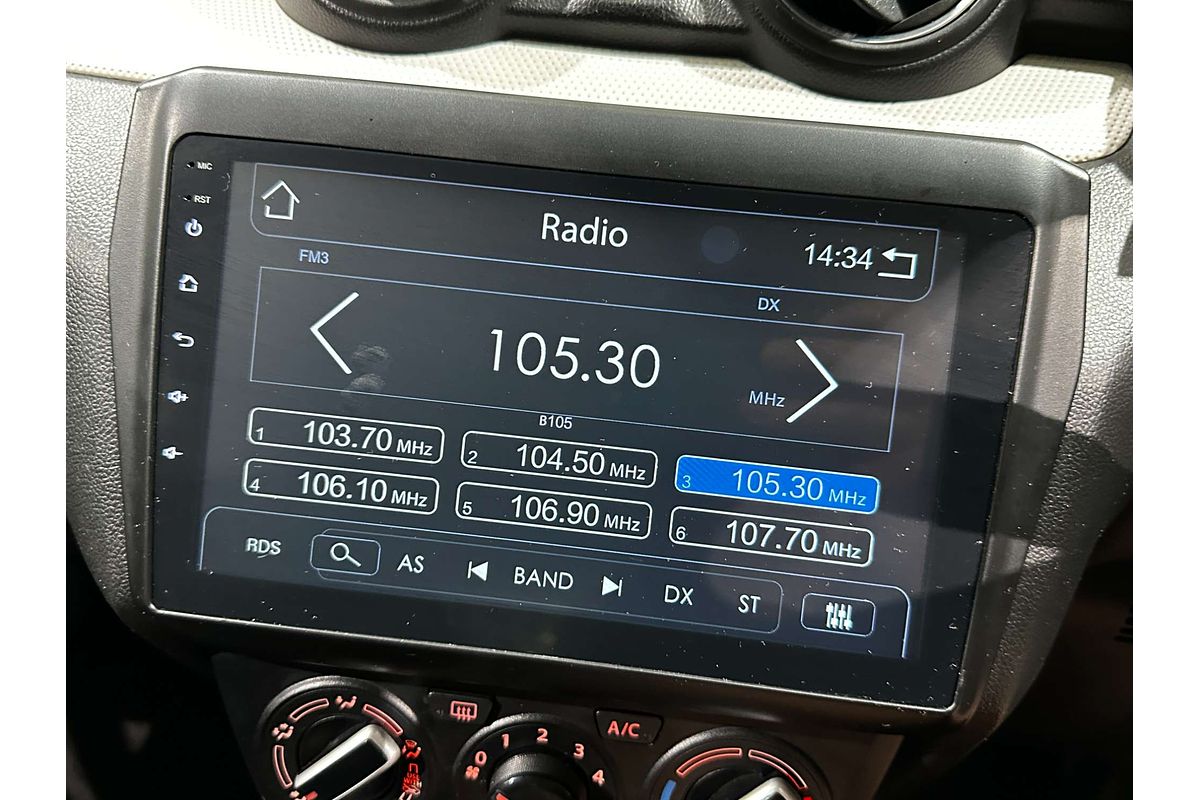 MIC
RST
Radio
14:34
FM3
DX
105.30
MHz
B105
1 103.70 MHz
2 104.50 MHz
3 105.30 MHz
4 106.10 MHz
5 106.90 MHz
6 107.70 MHz
RDS
AS
BAND
DX
ST
A/C
0 1 2 3 4